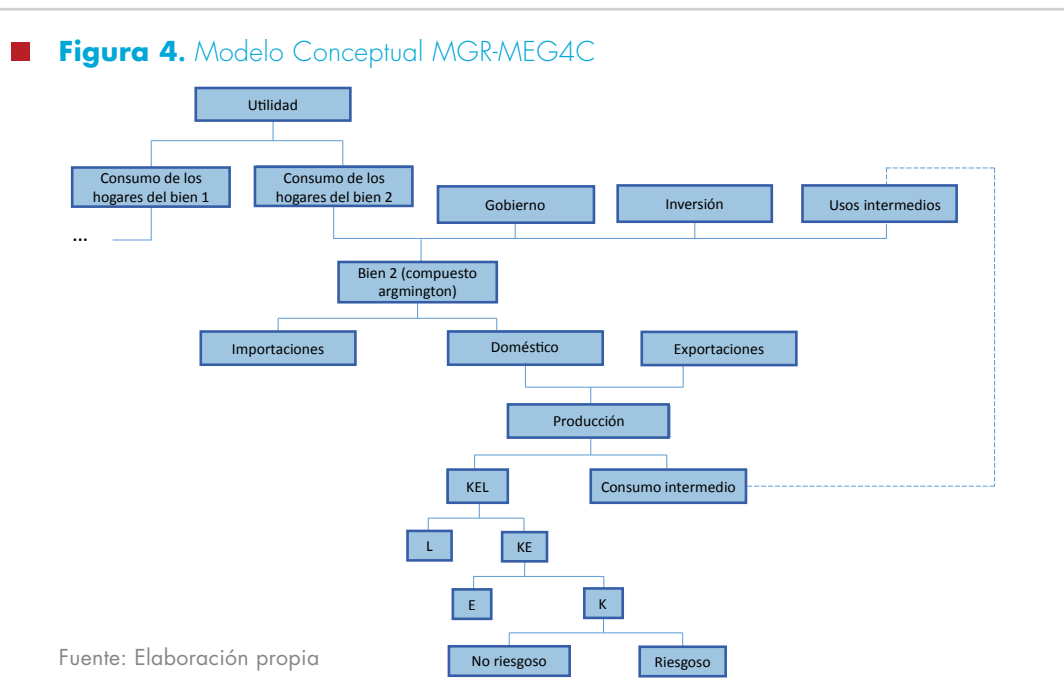 Figura 4. Modelo Conceptual MGR-MEG4C
Utilidad
Consumo de los
hogares del bien 1
Consumo de los
hogares del bien 2
Gobierno
Inversión
Usos intermedios
...
Bien 2 (compuesto
argmington)
Importaciones
Doméstico
Exportaciones
Producción
KEL
Consumo intermedio
L
KE
E
K
No riesgoso
Riesgoso
Fuente: Elaboración propia